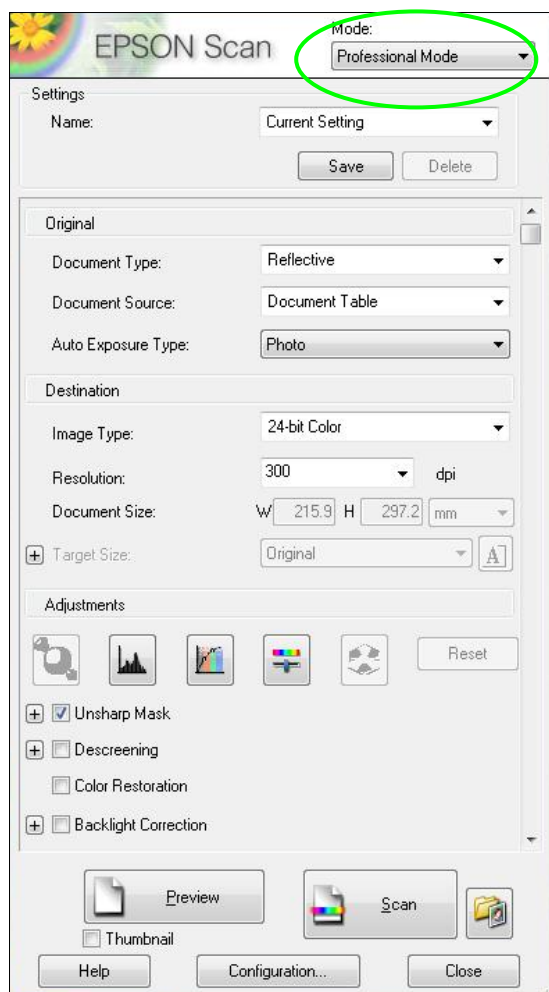 Mode:
EPSON Scan
Professional Mode
Settings
Name: Current Setting
Save Delete
Original
Document Type: Reflective
Document Source: Document Table
Auto Exposure Type: Photo
Destination
Image Type: 24-bit Color
Resolution: 300 dpi
Document Size: W 215.9 H 297.2 mm
Target Size: Original A
Adjustments
Reset
Unsharp Mask
Descreening
Color Restoration
Backlight Correction
Preview Scan
Thumbnail
Help Configuration... Close